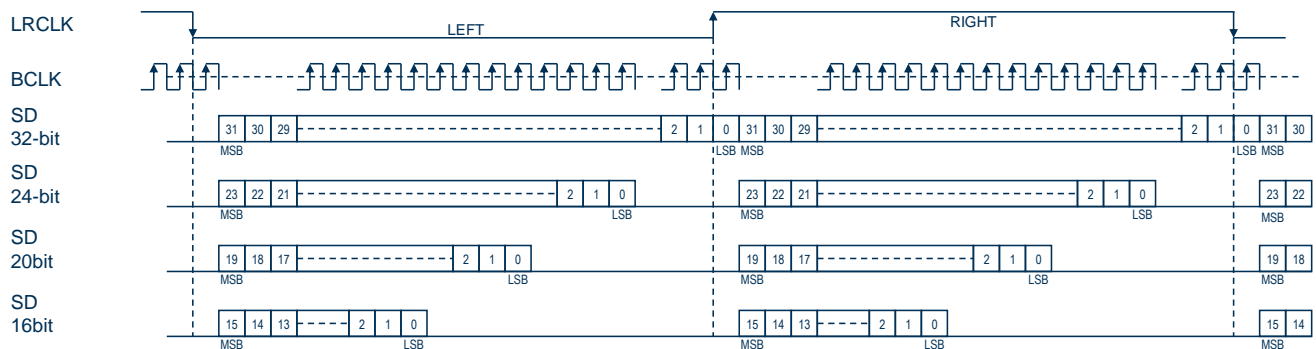 LRCLK LEFT RIGHT
BCLK
SD
32-bit 31 30 29 2 1 0 31 30 29 2 1 0 31 30
MSB LSB MSB LSB MSB
SD
24-bit 23 22 21 2 1 0 23 22 21 2 1 0 23 22
MSB LSB MSB LSB MSB
SD
20bit 19 18 17 2 1 0 19 18 17 2 1 0 19 18
MSB LSB MSB LSB MSB
SD
16bit 15 14 13 2 1 0 15 14 13 2 1 0 15 14
MSB LSB MSB LSB MSB